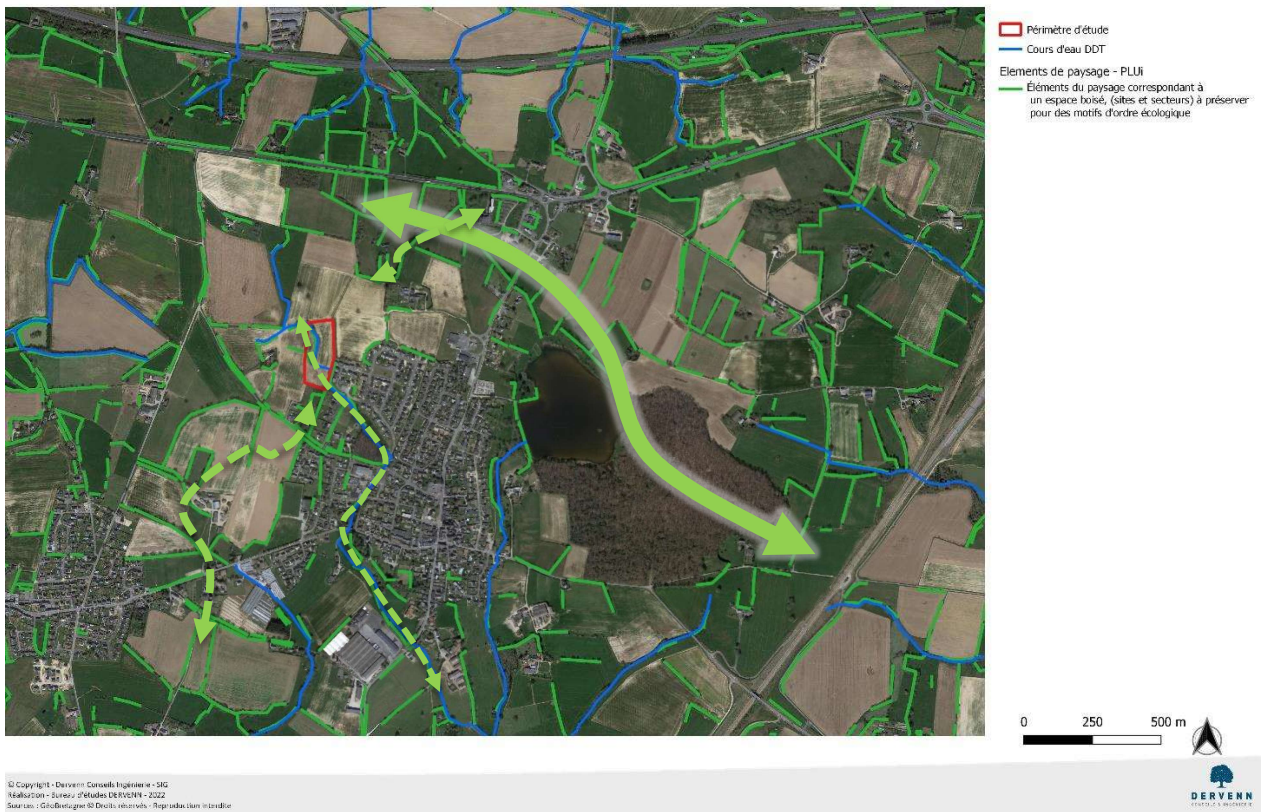 Périmètre d'étude
Cours d'eau DDT
Elements de paysage - PLUi
Éléments du paysage correspondant à
un espace boisé, (sites et secteurs) à préserver
pour des motifs d'ordre écologique
0 250 500 m
© Copyright - Dervenn Conseils Ingénierie - SIG
Réalisation - Bureau d'études DERVENN - 2022
Sources : GéoBretagne © Droits réservés - Reproduction interdite
DERVENN
CONSEILS & INGÉNIERIE